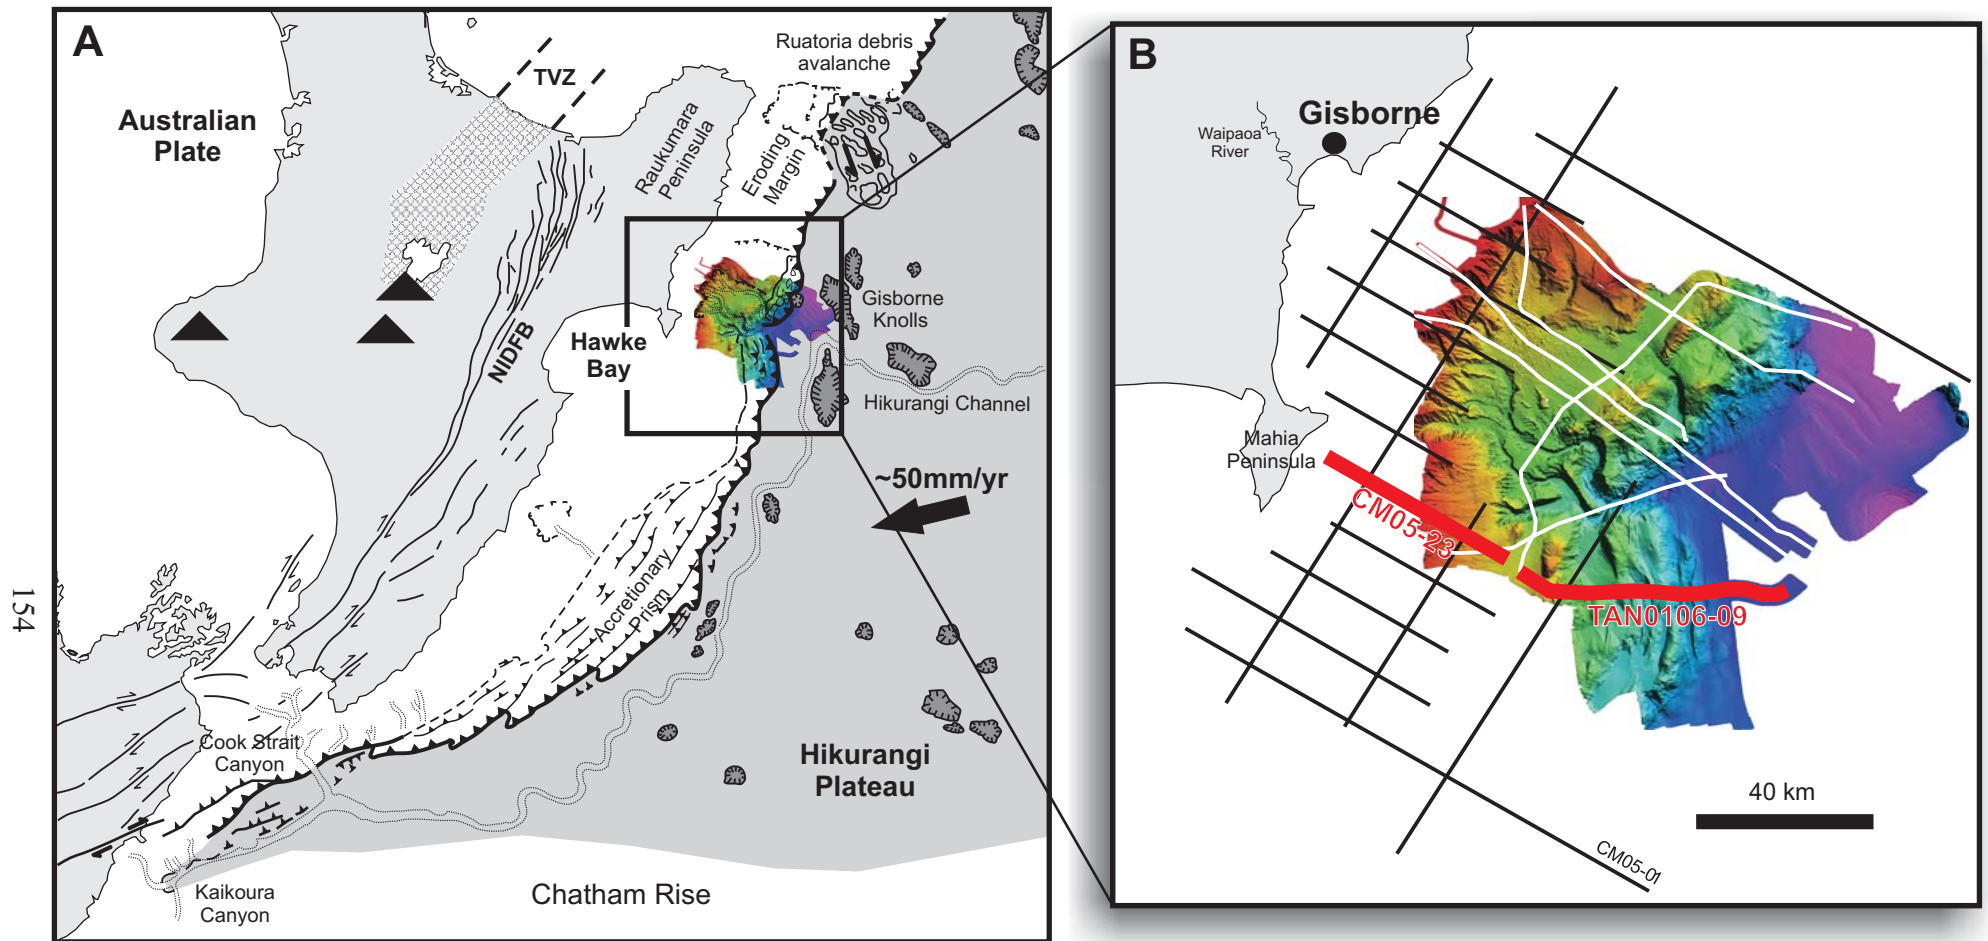 A
Ruatoria debris
avalanche
TVZ
Australian
Plate
Raukumara
Peninsula
Eroding
Margin
Gisborne
Knolls
NIDFB
Hawke
Bay
Hikurangi Channel
~50mm/yr
Accretionary
Prism
154
Cook Strait
Canyon
Hikurangi
Plateau
Kaikoura
Canyon
Chatham Rise
B
Gisborne
Waipaoa
River
Mahia
Peninsula
CM05-23
TAN0106-09
40 km
CM05-01